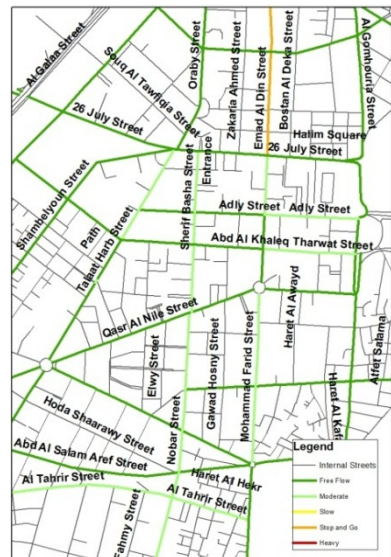 Al Galaa Street
Souq Al Tawfiqia Street
Oraby Street
Zakaria Ahmed Street
Emad Al Din Street
Bostan Al Deka Street
Al Gomhouria Street
26 July Street
Halim Square
26 July Street
Entrance
Shambelyoun Street
Path
Talaat Harb Street
Sherif Basha Street
Adly Street
Adly Street
Abd Al Khaleq Tharwat Street
Qasr Al Nile Street
Haret Al Awayd
Elwy Street
Gawad Hosny Street
Mohammad Farid Street
Alfet Salama
Hoda Shaarawy Street
Nobar Street
Haret Al Kafa
Abd Al Salam Aref Street
Haret Al Hekr
Al Tahrir Street
Al Tahrir Street
Fahmy Street
Legend
Internal Streets
Free Flow
Moderate
Slow
Stop and Go
Heavy